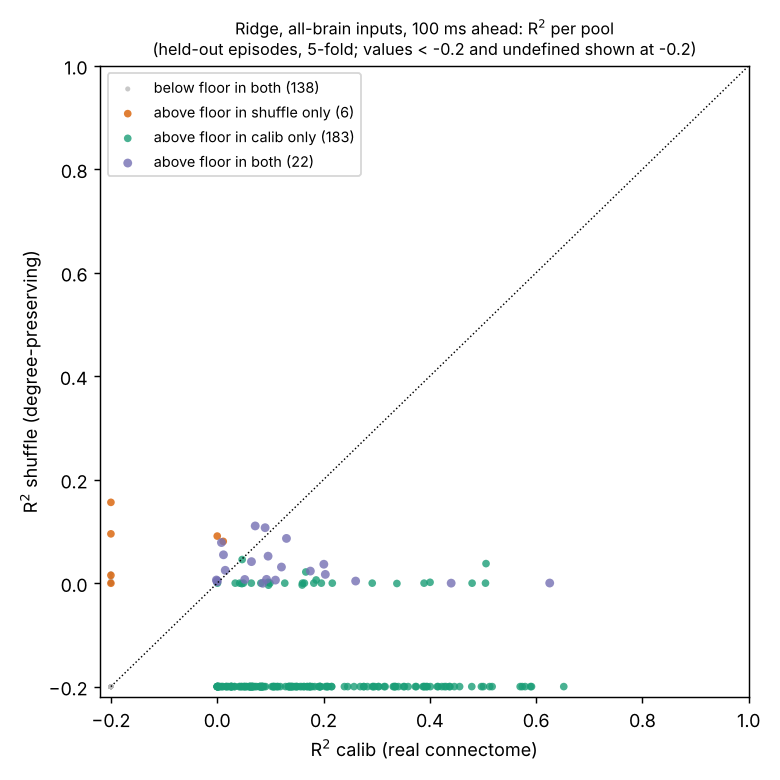 Ridge, all-brain inputs, 100 ms ahead: R² per pool
(held-out episodes, 5-fold; values < -0.2 and undefined shown at -0.2)
1.0
below floor in both (138)
above floor in shuffle only (6)
above floor in calib only (183)
above floor in both (22)
0.8
0.6
0.4
0.2
0.0
−0.2
R² shuffle (degree-preserving)
−0.2 0.0 0.2 0.4 0.6 0.8 1.0
R² calib (real connectome)